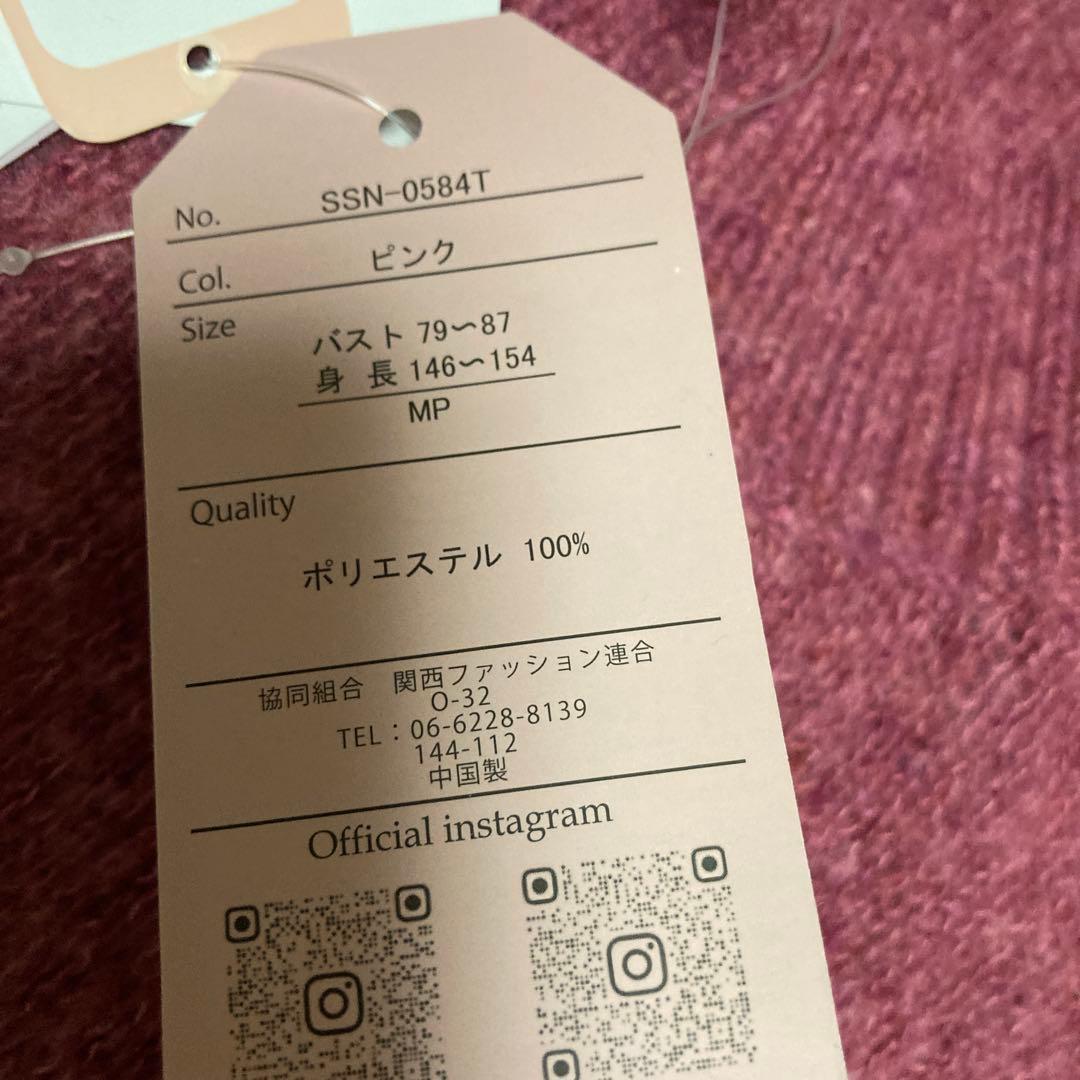 No. SSN-0584T
Col. ピンク
Size バスト 79〜87
身 長 146〜154
MP
Quality
ポリエステル 100%
協同組合 関西ファッション連合
O-32
TEL：06-6228-8139
144-112
中国製
Official instagram